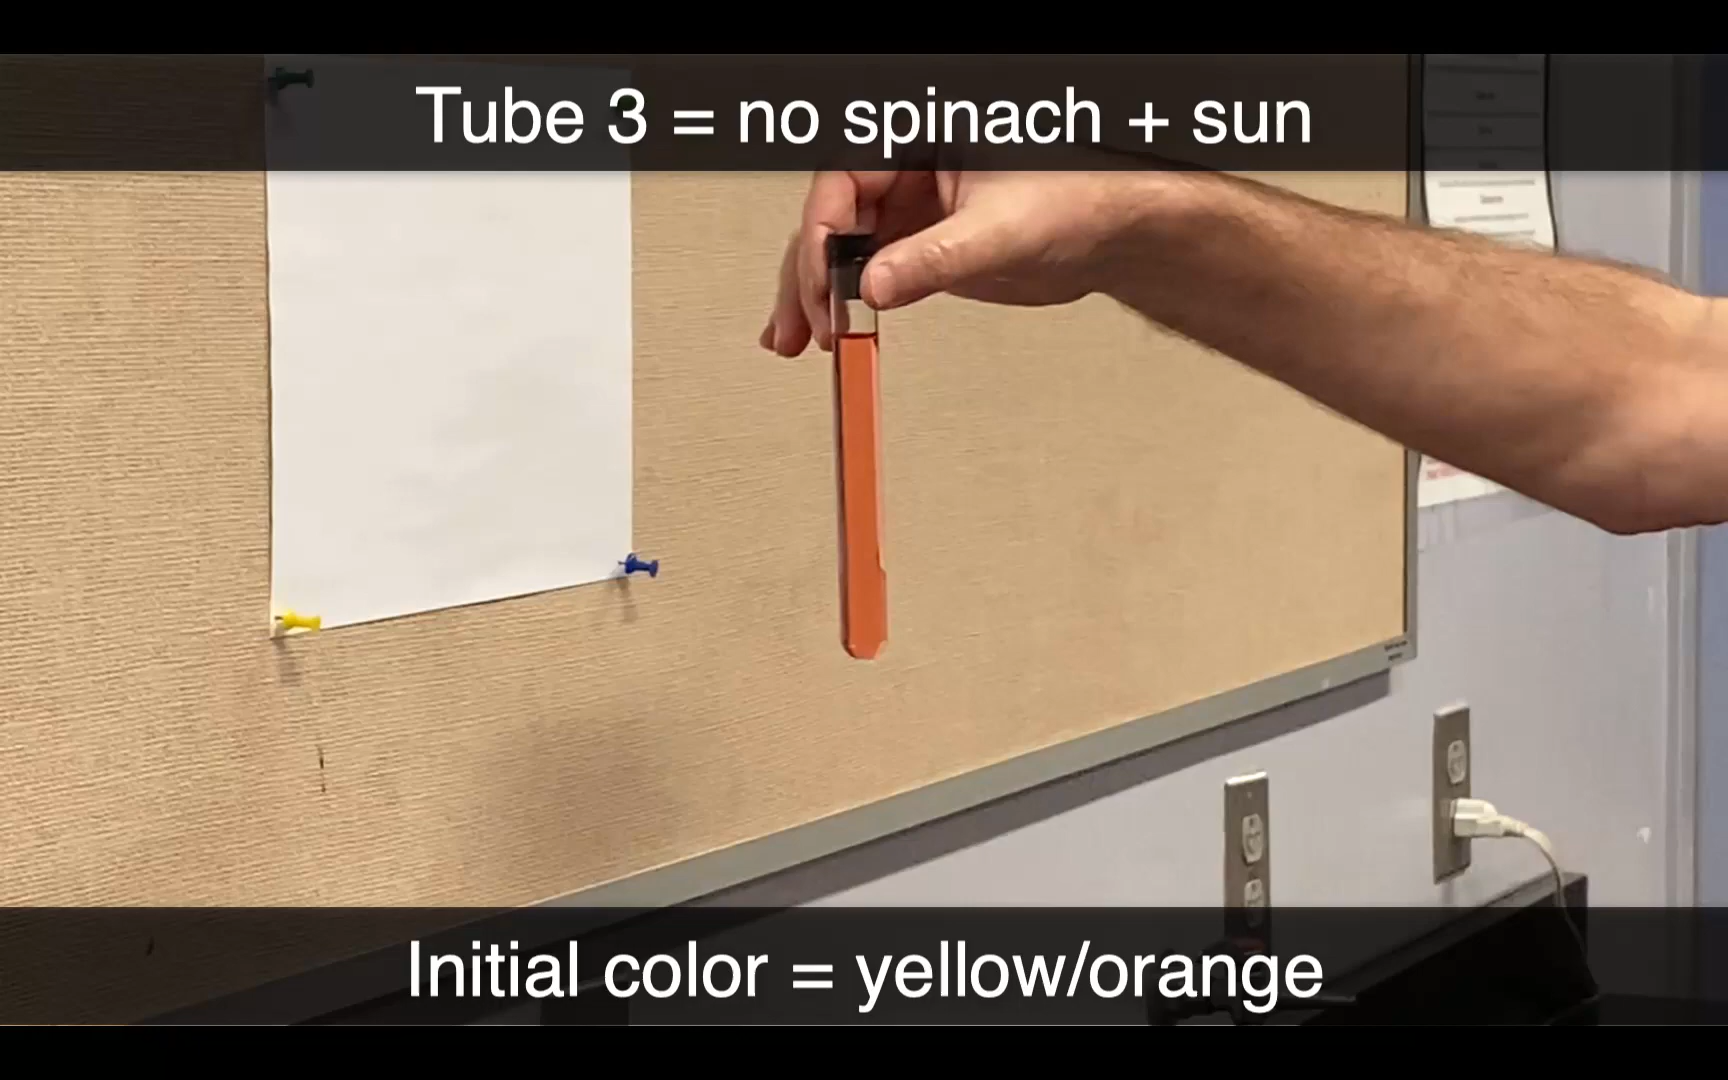 Tube 3 = no spinach + sun
Initial color = yellow/orange